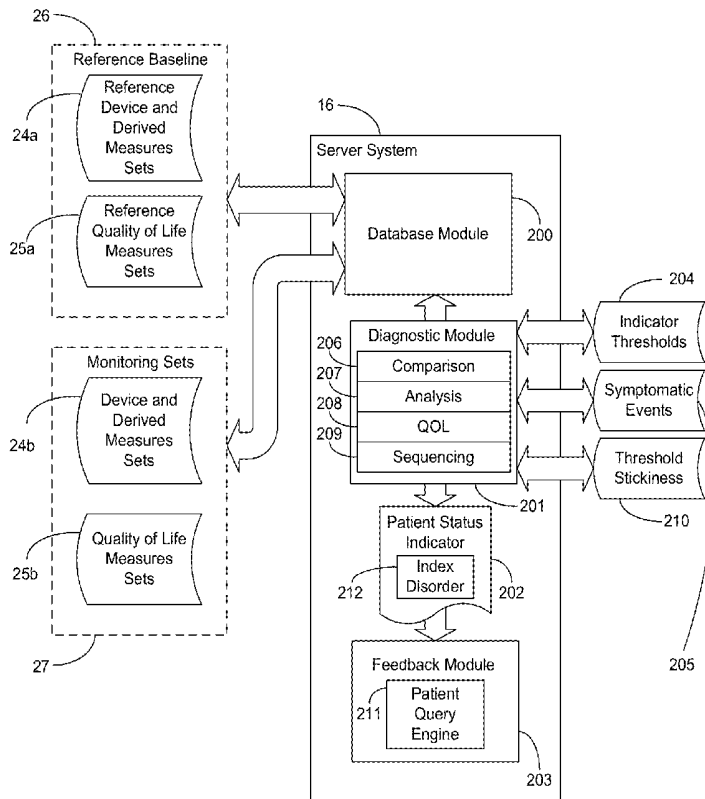 26
Reference Baseline
Reference
Device and
Derived
Measures
Sets
24a
Reference
Quality of Life
Measures
Sets
25a
16
Server System
Database Module
200
Monitoring Sets
Device and
Derived
Measures
Sets
24b
Quality of Life
Measures
Sets
25b
27
Diagnostic Module
206
Comparison
207
Analysis
208
QOL
209
Sequencing
201
204
Indicator
Thresholds
Symptomatic
Events
Threshold
Stickiness
210
205
Patient Status
Indicator
212
Index
Disorder
202
Feedback Module
211
Patient
Query
Engine
203